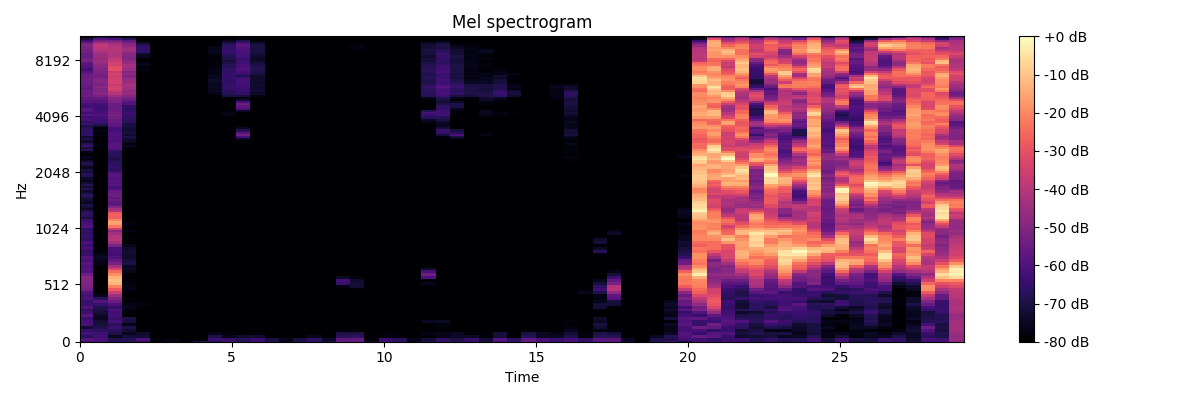 Mel spectrogram
+0 dB
8192
-10 dB
-20 dB
4096
-30 dB
Hz
2048
-40 dB
-50 dB
1024
-60 dB
512
-70 dB
0
-80 dB
0 5 10 15 20 25
Time